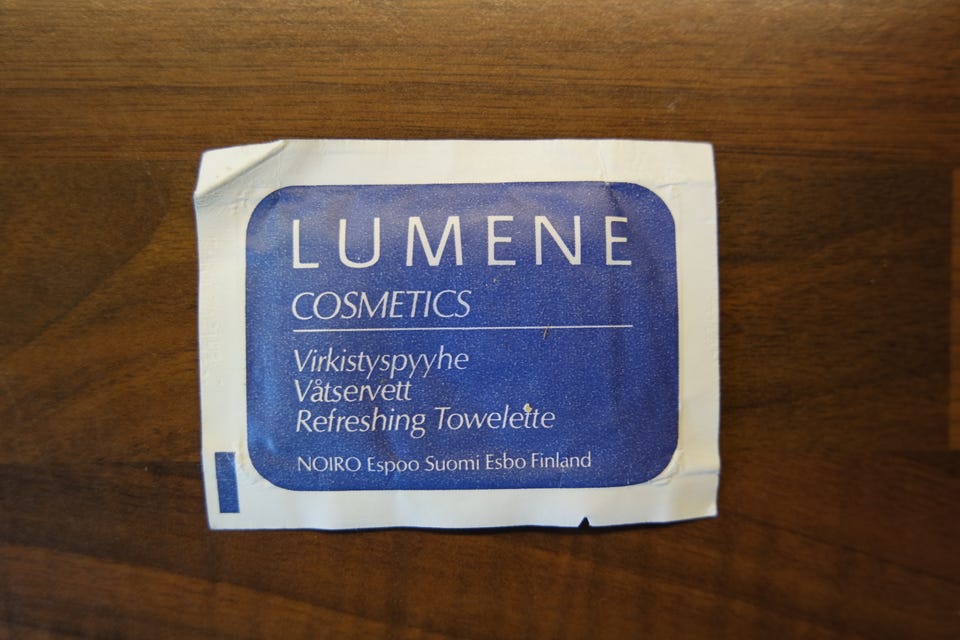 LUMENE
COSMETICS
Virkistyspyyhe
Våtservett
Refreshing Towelette
NOIRO Espoo Suomi Esbo Finland